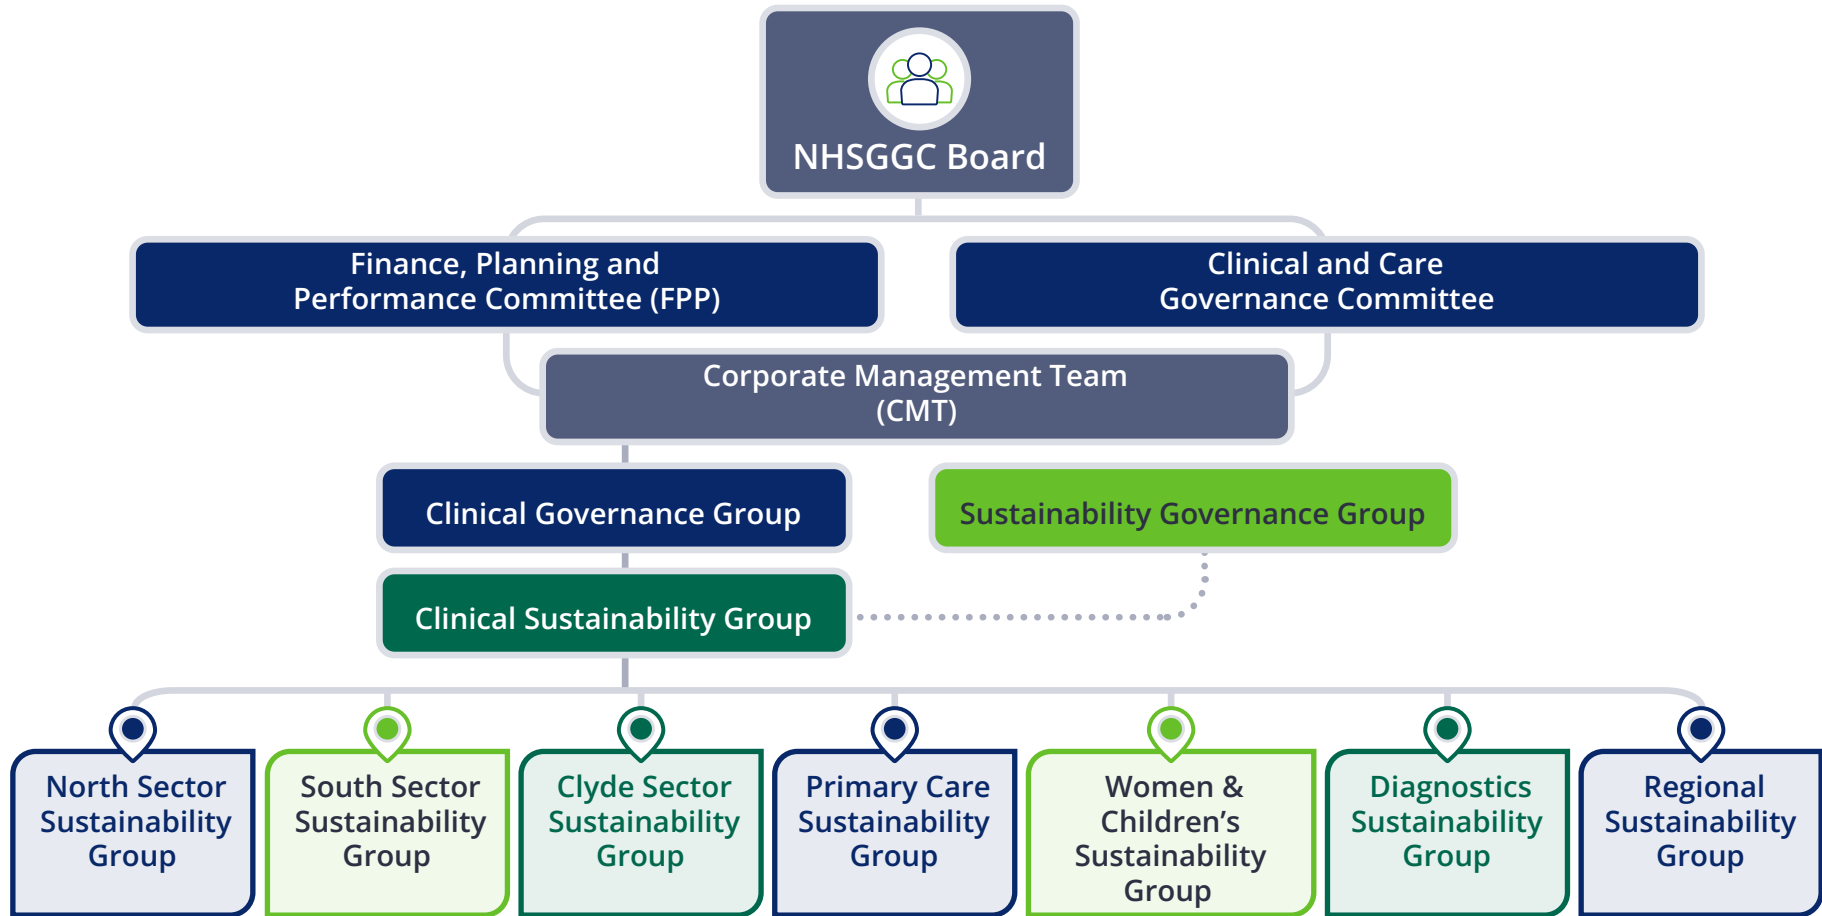 NHSGGC Board
Finance, Planning and
Performance Committee (FPP)
Clinical and Care
Governance Committee
Corporate Management Team
(CMT)
Clinical Governance Group
Sustainability Governance Group
Clinical Sustainability Group
North Sector
Sustainability
Group
South Sector
Sustainability
Group
Clyde Sector
Sustainability
Group
Primary Care
Sustainability
Group
Women &
Children’s
Sustainability
Group
Diagnostics
Sustainability
Group
Regional
Sustainability
Group